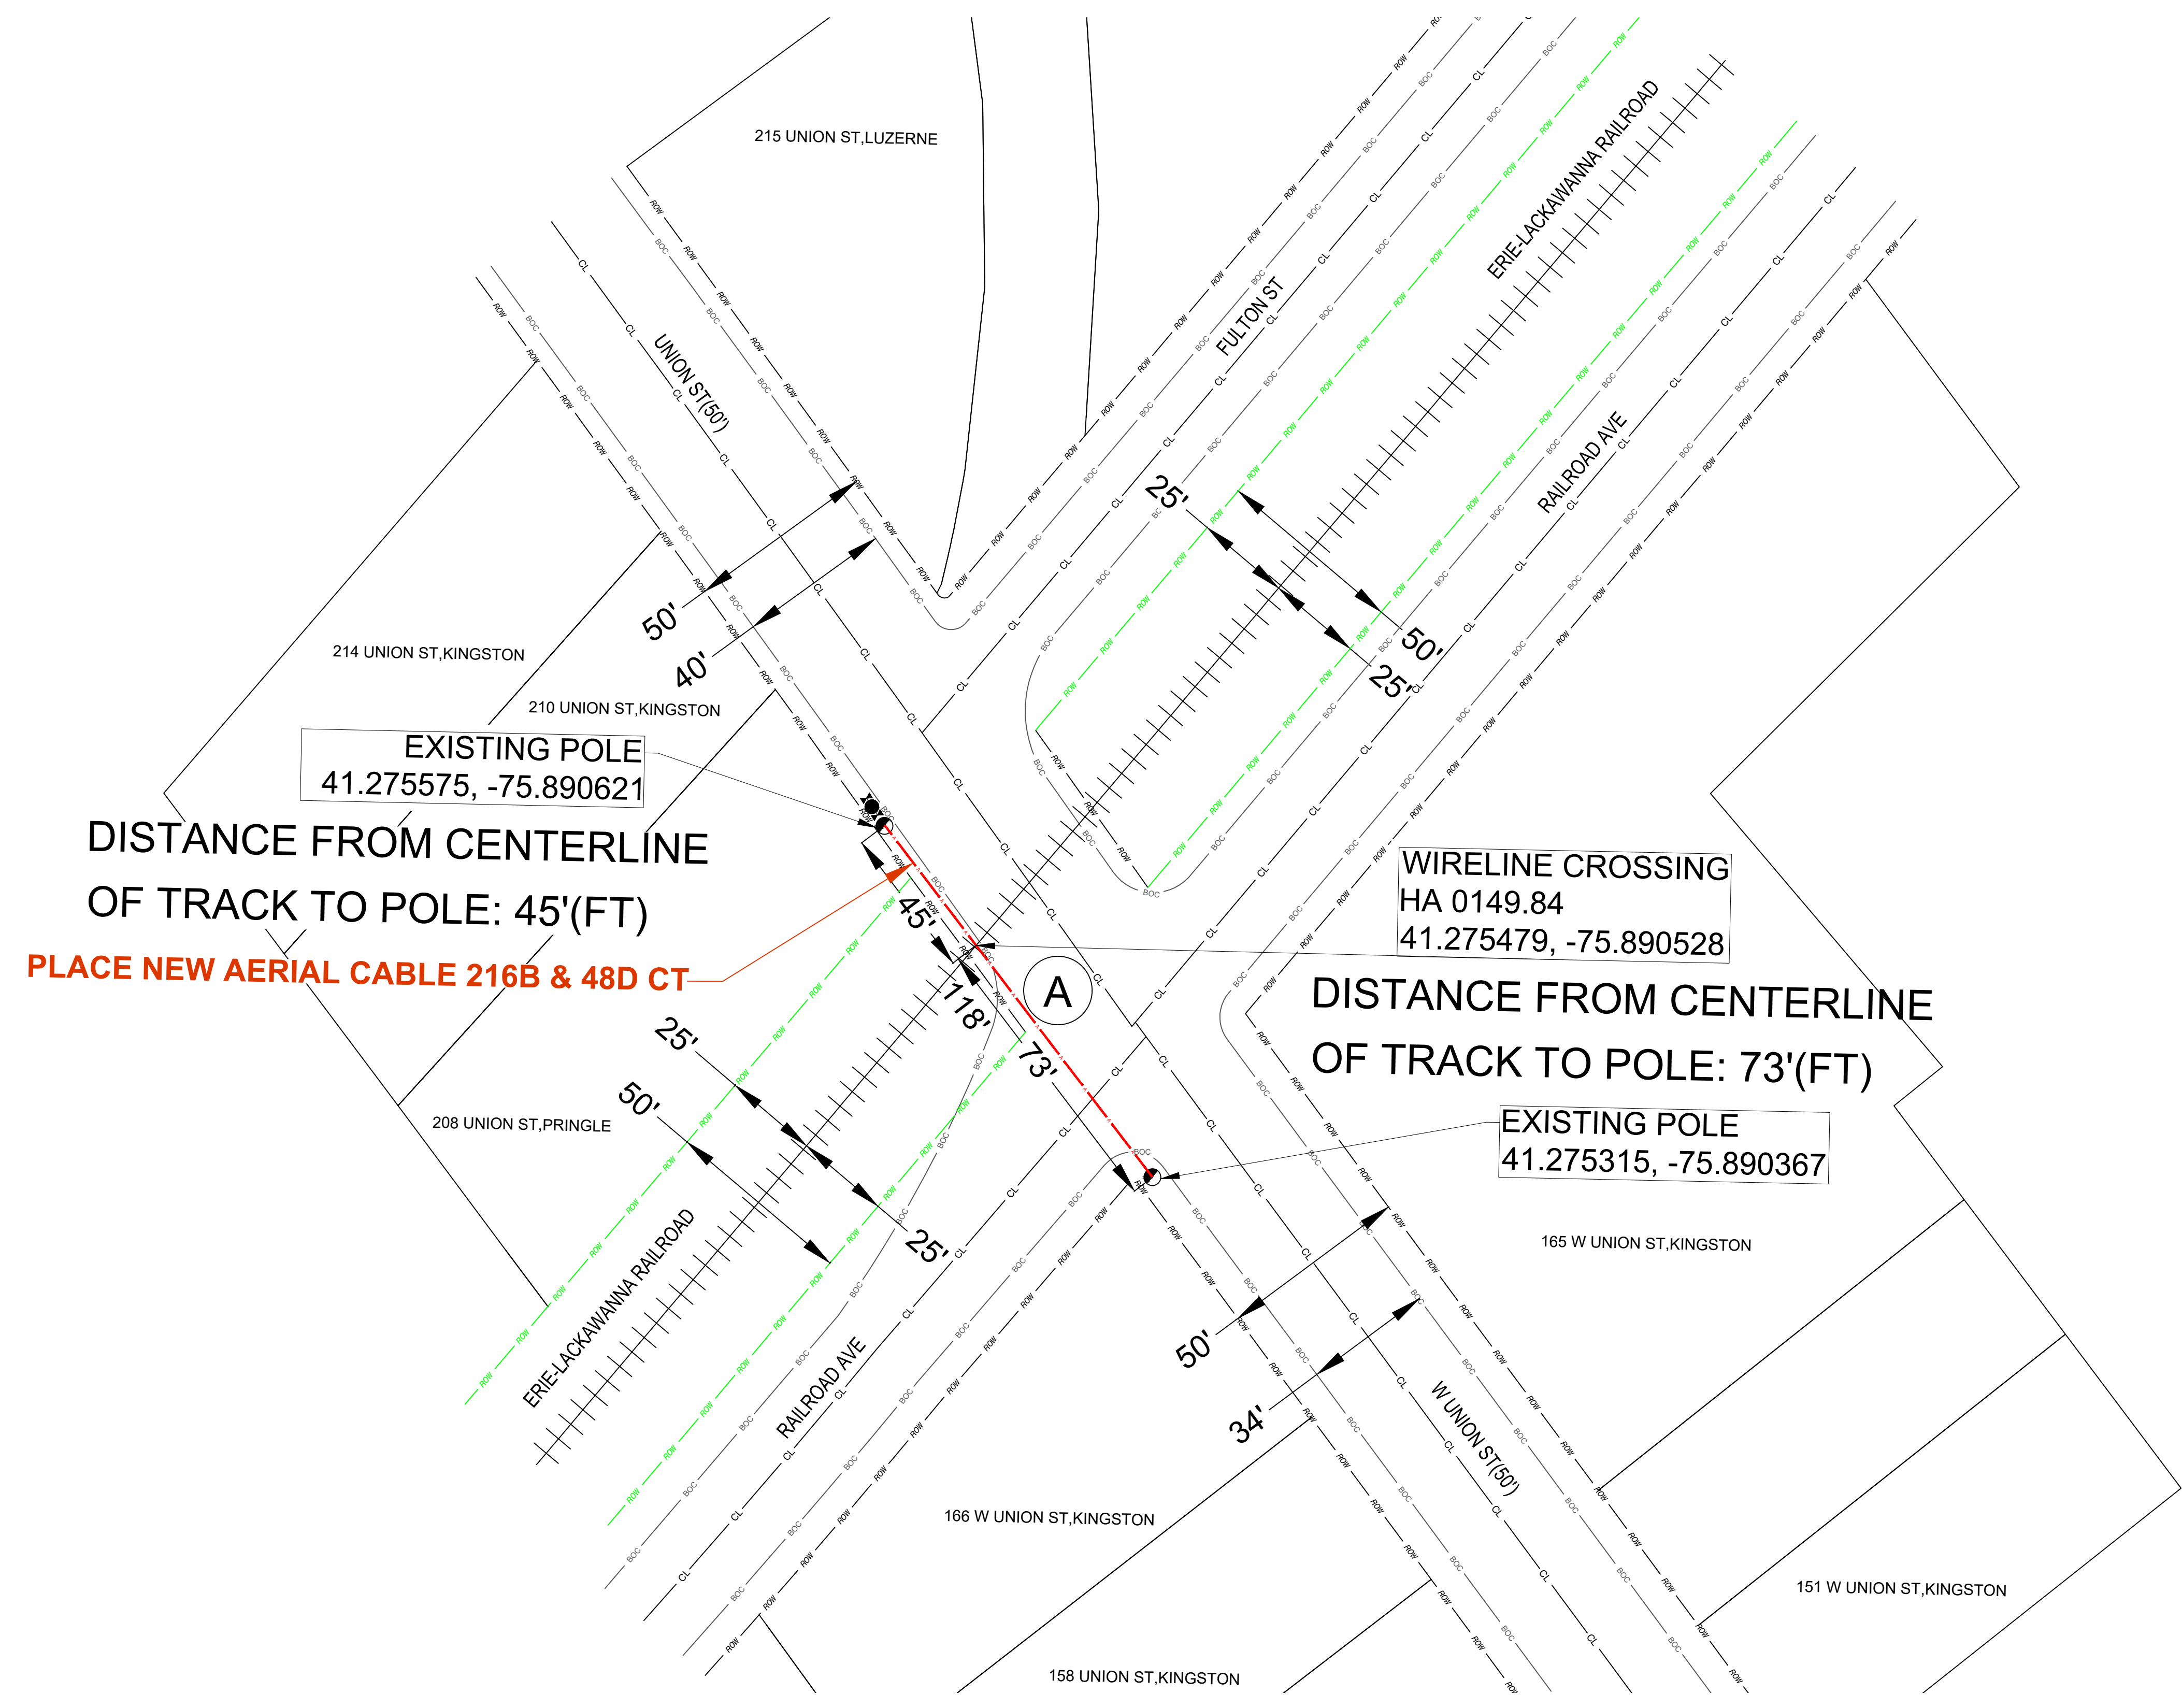 215 UNION ST,LUZERNE
ERIE-LACKAWANNA RAILROAD
FULTON ST
UNION ST(50')
RAILROAD AVE
25'
50'
25'
50'
40'
214 UNION ST,KINGSTON
210 UNION ST,KINGSTON
EXISTING POLE
41.275575, -75.890621
DISTANCE FROM CENTERLINE
OF TRACK TO POLE: 45'(FT)
PLACE NEW AERIAL CABLE 216B & 48D CT
45'
118'
73'
A
WIRELINE CROSSING
HA 0149.84
41.275479, -75.890528
DISTANCE FROM CENTERLINE
OF TRACK TO POLE: 73'(FT)
EXISTING POLE
41.275315, -75.890367
25'
50'
25'
208 UNION ST,PRINGLE
ERIE-LACKAWANNA RAILROAD
RAILROAD AVE
165 W UNION ST,KINGSTON
50'
34'
W UNION ST(50')
166 W UNION ST,KINGSTON
151 W UNION ST,KINGSTON
158 UNION ST,KINGSTON
ROW
BOC
CL